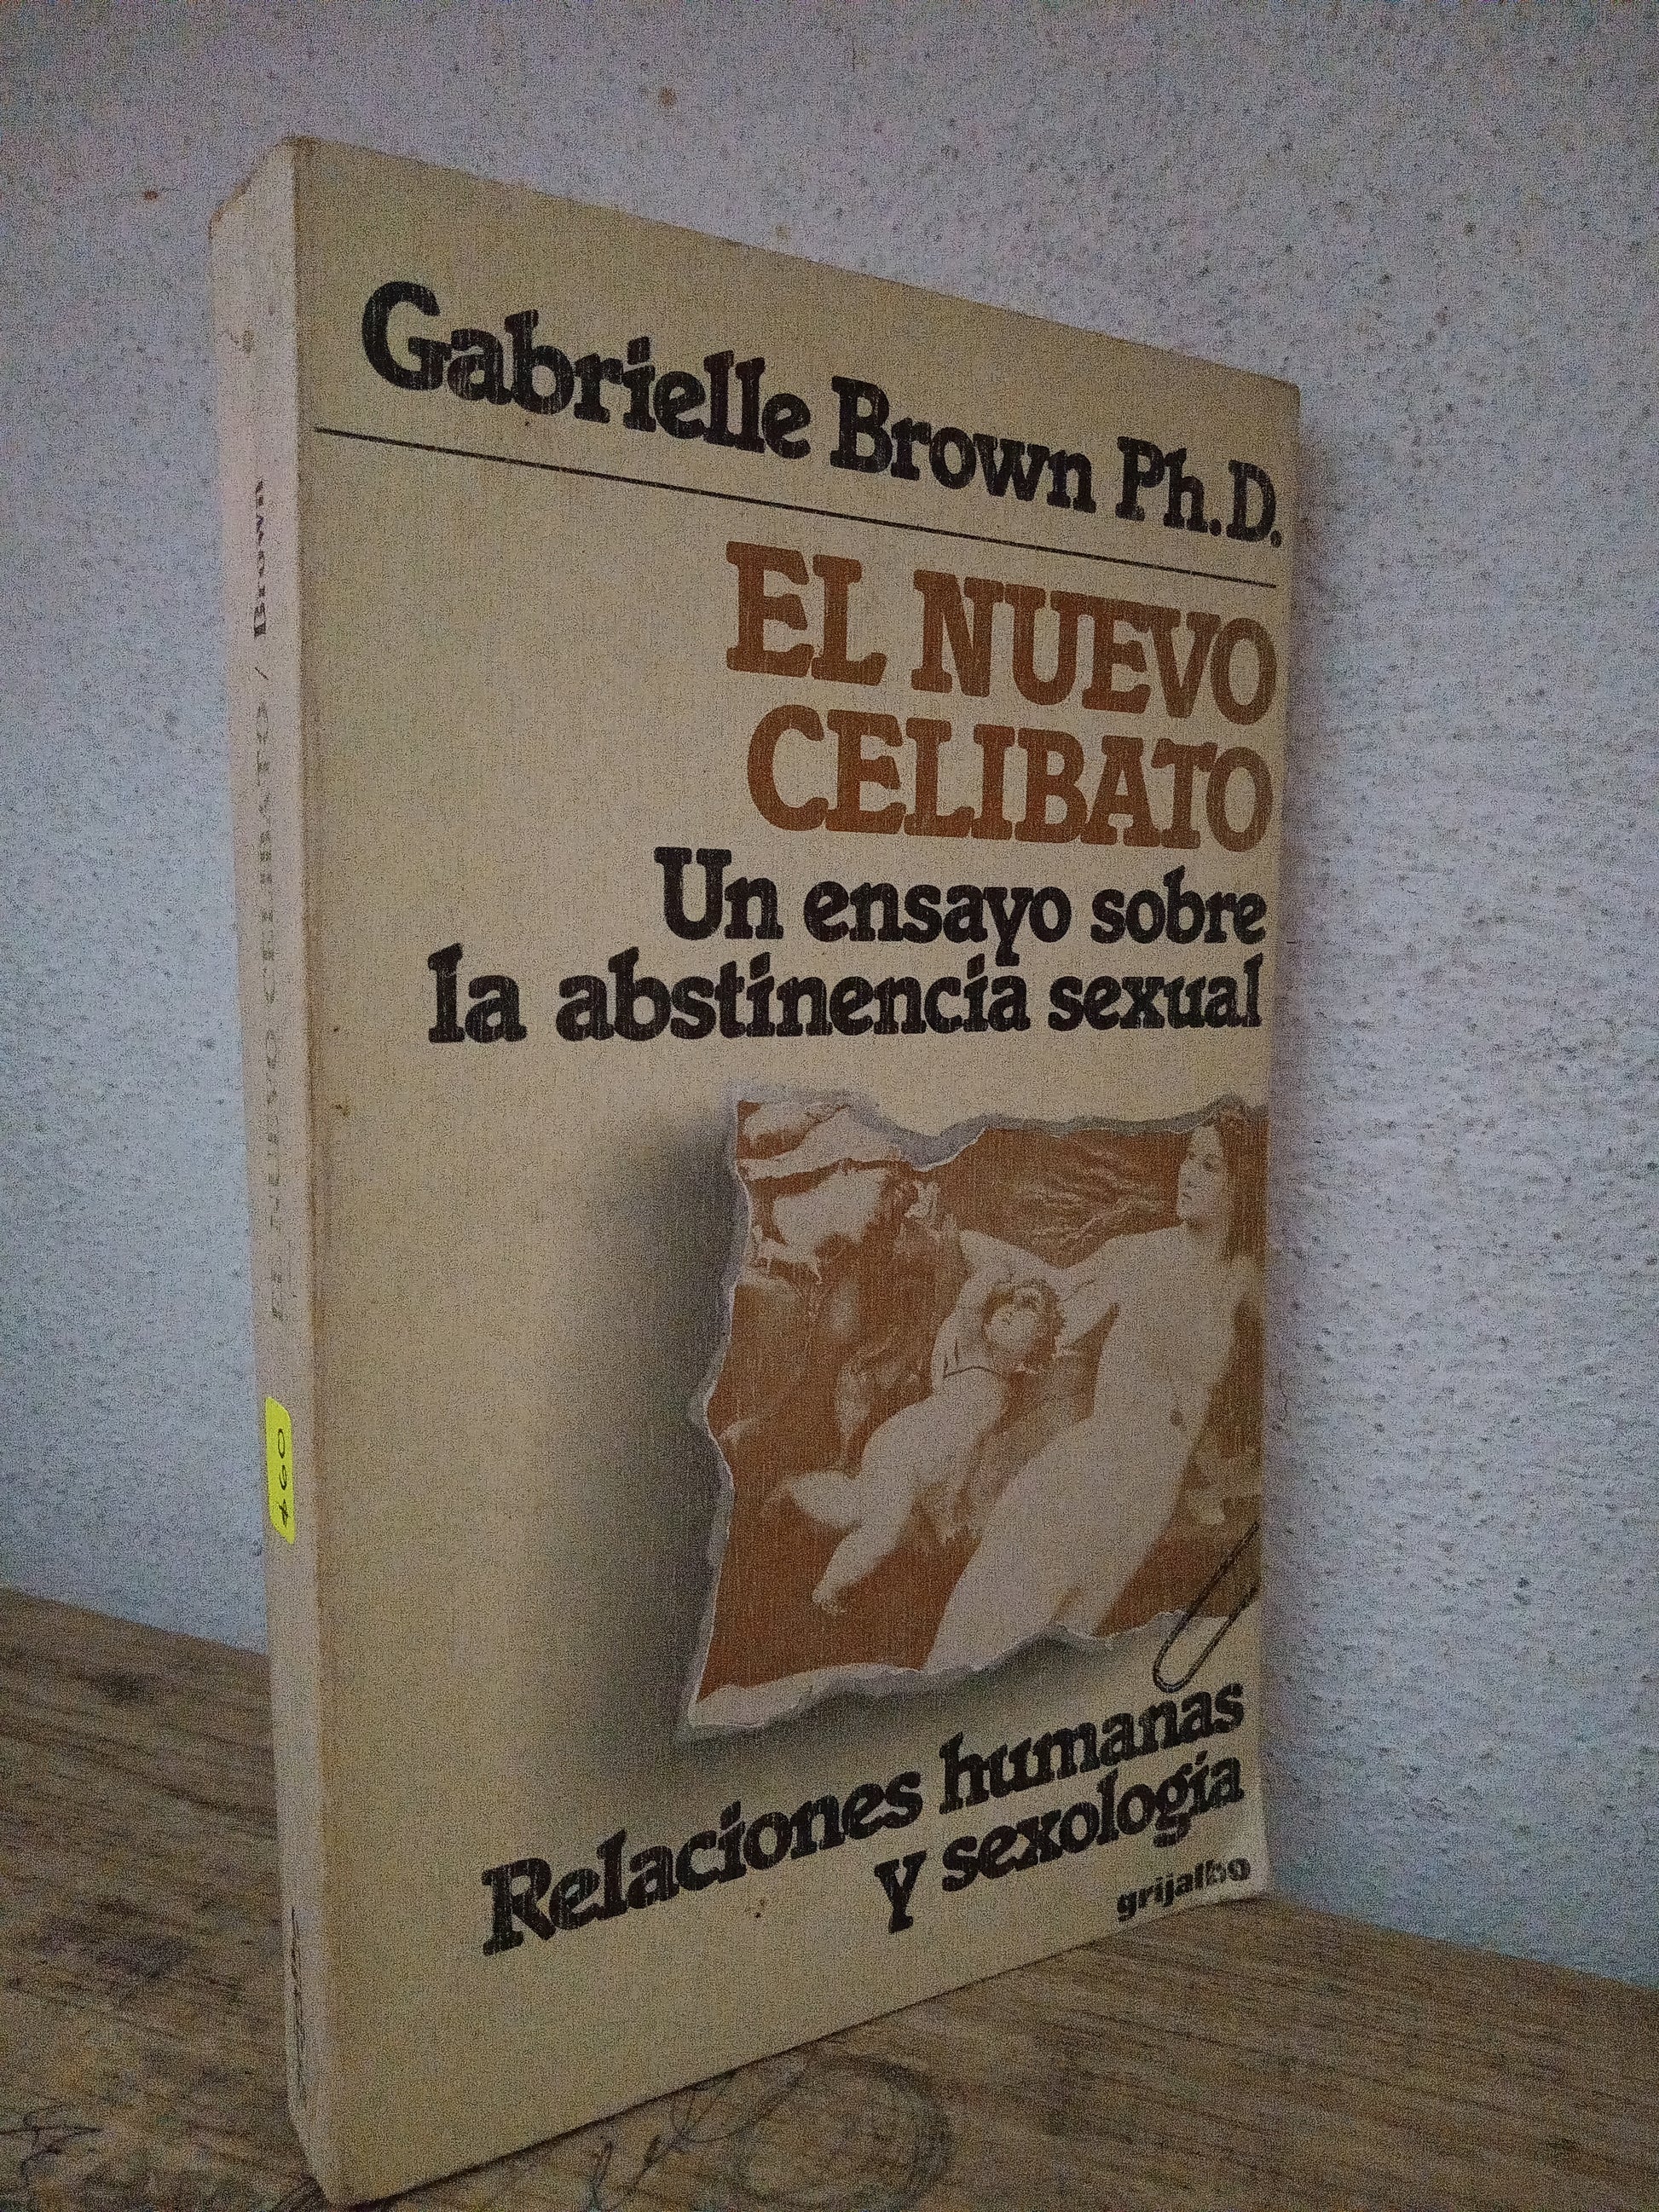 Gabrielle Brown Ph.D.
EL NUEVO
CELIBATO
Un ensayo sobre
la abstinencia sexual
Relaciones humanas
y sexología
grijalbo
EL NUEVO CELIBATO / Brown